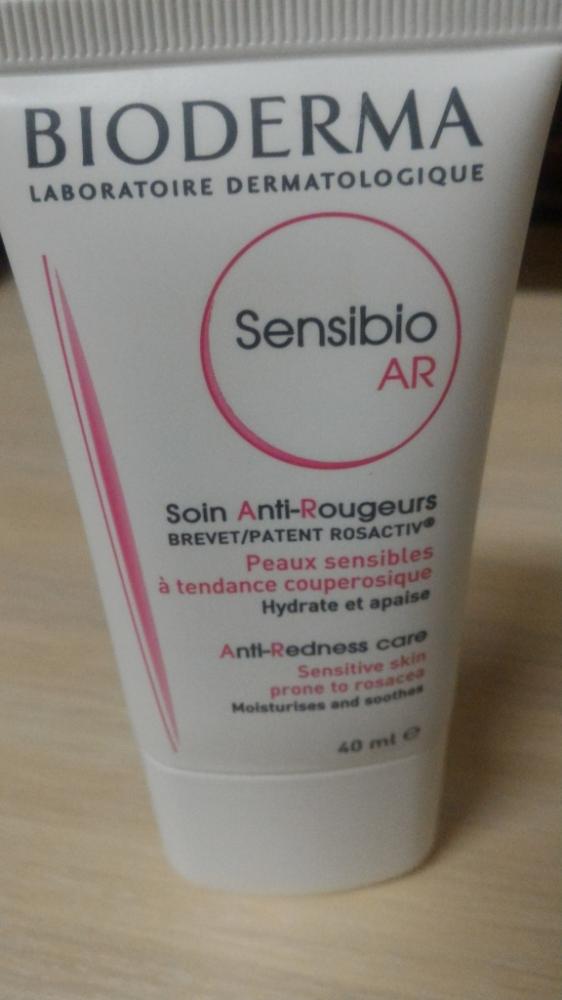 BIODERMA
LABORATOIRE DERMATOLOGIQUE
Sensibio
AR
Soin Anti-Rougeurs
BREVET/PATENT ROSACTIV®
Peaux sensibles
à tendance couperosique
Hydrate et apaise
Anti-Redness care
Sensitive skin
prone to rosacea
Moisturises and soothes
40 ml ℮